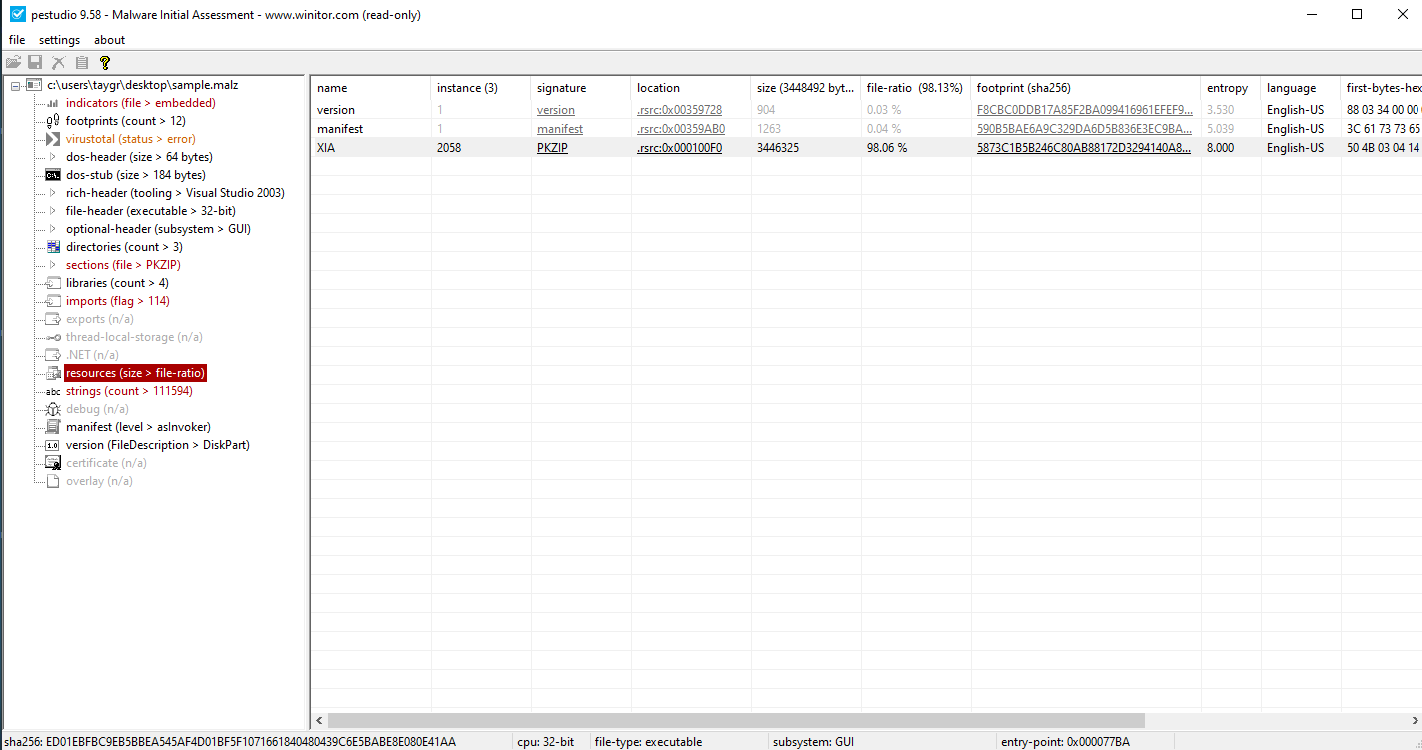 pestudio 9.58 - Malware Initial Assessment - www.winitor.com (read-only)
file settings about
c:\users\taygr\desktop\sample.malz
indicators (file > embedded)
footprints (count > 12)
virustotal (status > error)
dos-header (size > 64 bytes)
dos-stub (size > 184 bytes)
rich-header (tooling > Visual Studio 2003)
file-header (executable > 32-bit)
optional-header (subsystem > GUI)
directories (count > 3)
sections (file > PKZIP)
libraries (count > 4)
imports (flag > 114)
exports (n/a)
thread-local-storage (n/a)
.NET (n/a)
resources (size > file-ratio)
abc strings (count > 111594)
debug (n/a)
manifest (level > asInvoker)
1.0 version (FileDescription > DiskPart)
certificate (n/a)
overlay (n/a)
name instance (3) signature location size (3448492 byt... file-ratio (98.13%) footprint (sha256) entropy language first-bytes-hex
version 1 version .rsrc:0x00359728 904 0.03 % F8CBC0DDB17A85F2BA099416961EFEF9... 3.530 English-US 88 03 34 00 00
manifest 1 manifest .rsrc:0x00359AB0 1263 0.04 % 590B5BAE6A9C329DA6D5B836E3EC9BA... 5.039 English-US 3C 61 73 73 65
XIA 2058 PKZIP .rsrc:0x000100F0 3446325 98.06 % 5873C1B5B246C80AB88172D3294140A8... 8.000 English-US 50 4B 03 04 14
sha256: ED01EBFBC9EB5BBEA545AF4D01BF5F1071661840480439C6E5BABE8E080E41AA cpu: 32-bit file-type: executable subsystem: GUI entry-point: 0x000077BA